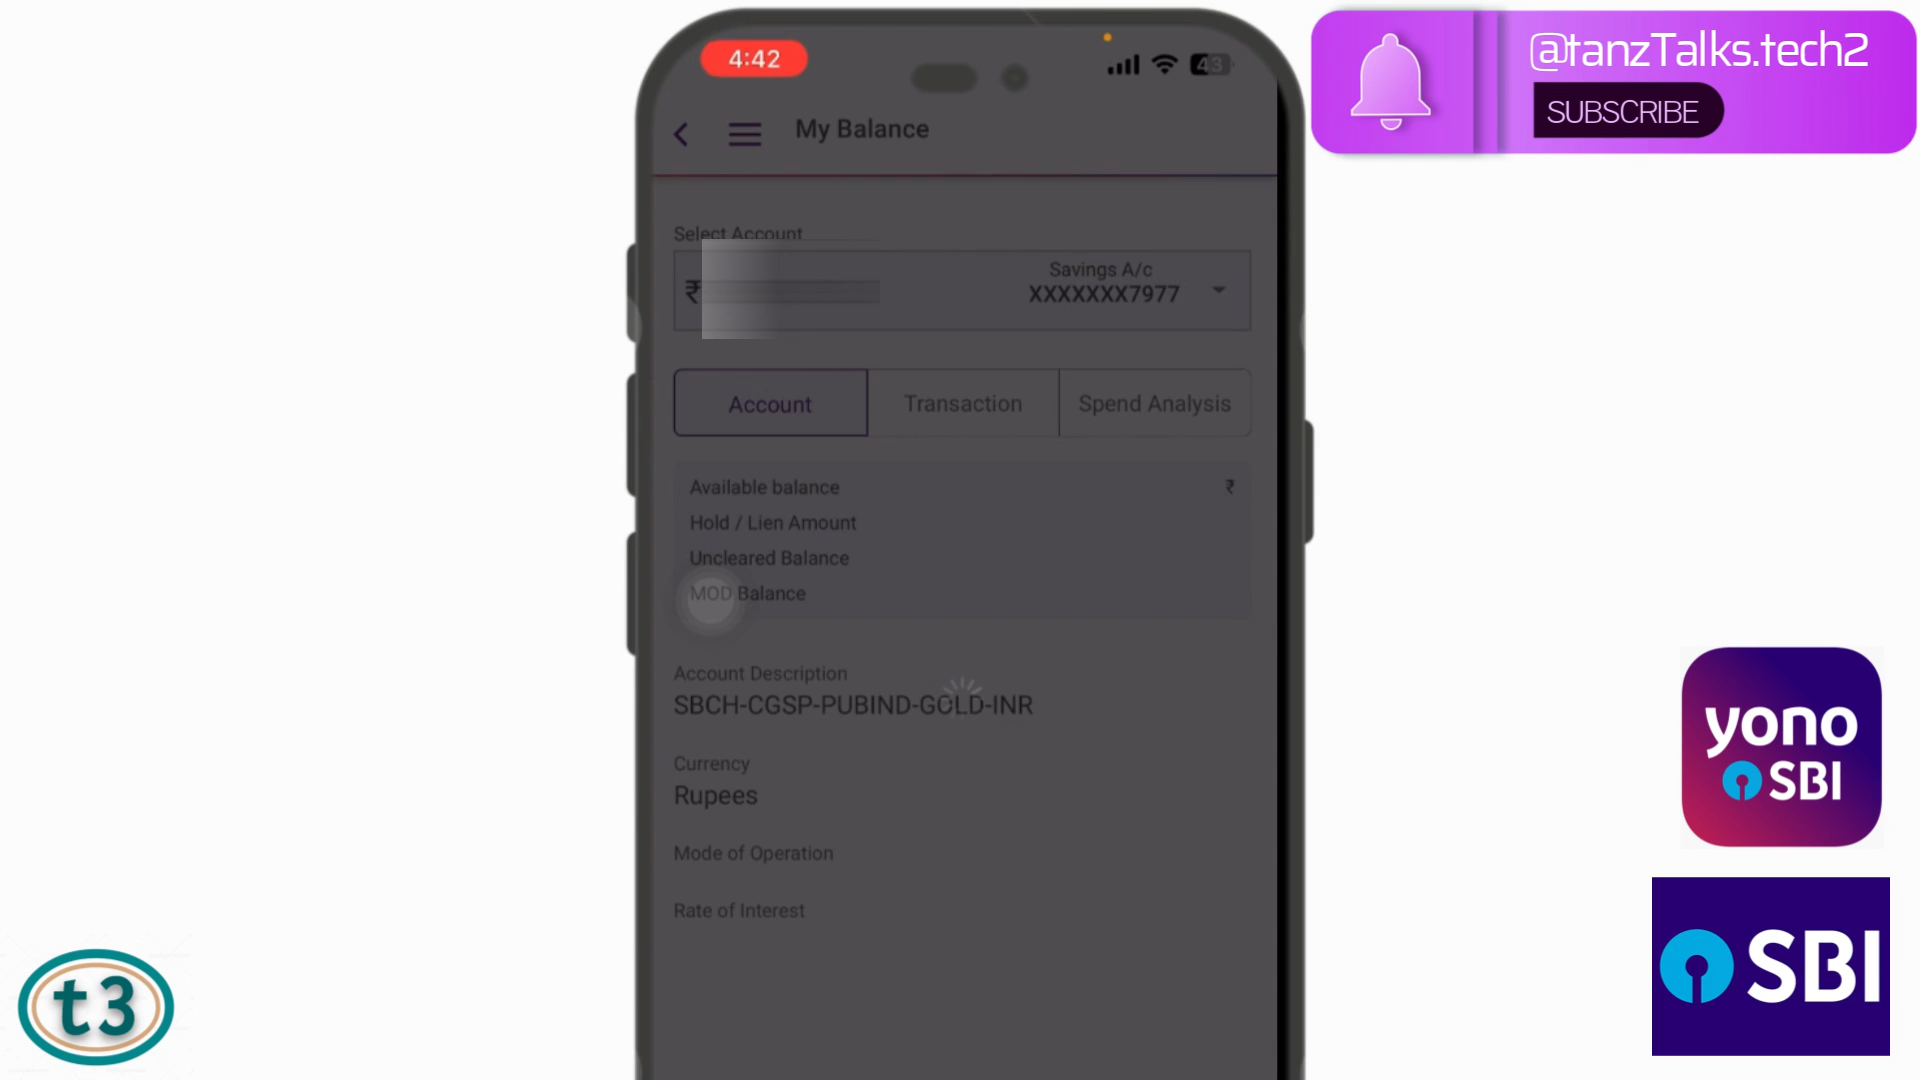 4:42
43
@tanzTalks.tech2
SUBSCRIBE
My Balance
Select Account
₹
Savings A/c
XXXXXXX7977
Account
Transaction
Spend Analysis
Available balance
₹
Hold / Lien Amount
Uncleared Balance
MOD Balance
Account Description
SBCH-CGSP-PUBIND-GOLD-INR
Currency
Rupees
Mode of Operation
Rate of Interest
yono
SBI
SBI
t3